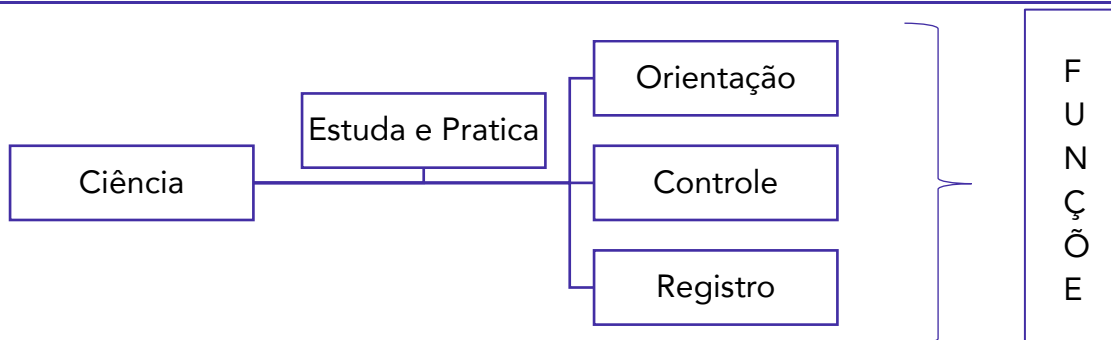 Ciência
Estuda e Pratica
Orientação
Controle
Registro
F
U
N
Ç
Õ
E